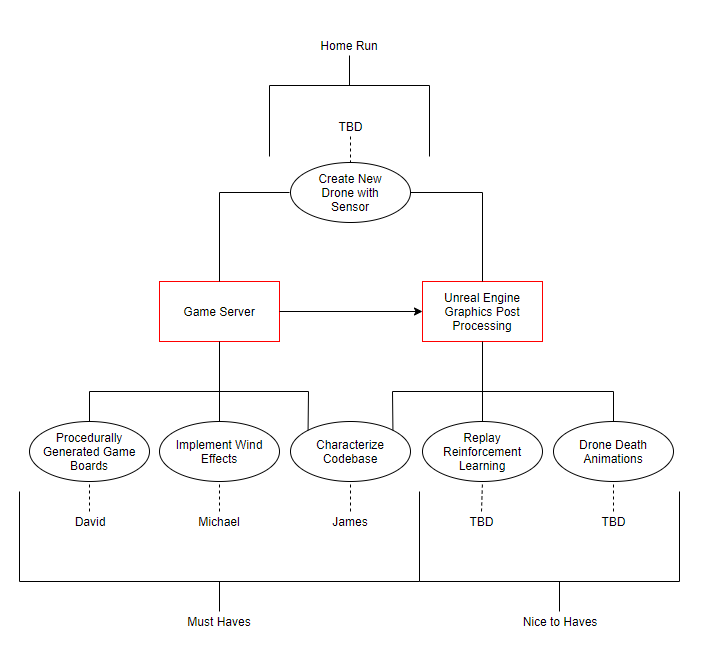 Home Run
TBD
Create New
Drone with
Sensor
Game Server
Unreal Engine
Graphics Post
Processing
Procedurally
Generated Game
Boards
Implement Wind
Effects
Characterize
Codebase
Replay
Reinforcement
Learning
Drone Death
Animations
David
Michael
James
TBD
TBD
Must Haves
Nice to Haves